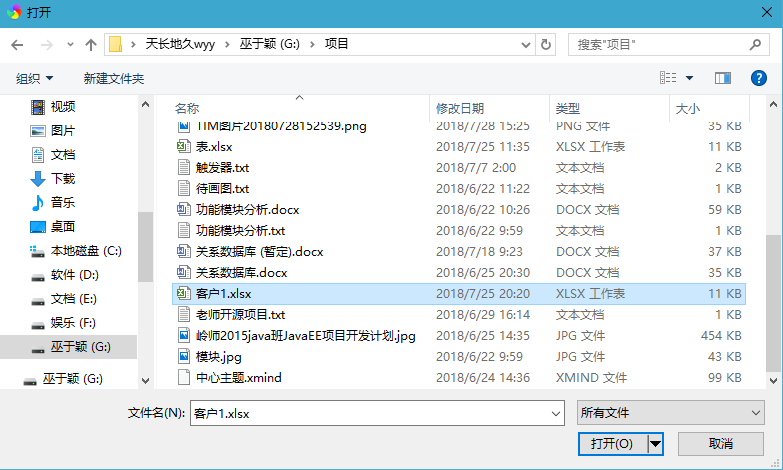 打开
天长地久wyy › 巫于颖 (G:) › 项目
搜索"项目"
组织 新建文件夹
视频
图片
文档
下载
音乐
桌面
本地磁盘 (C:)
软件 (D:)
文档 (E:)
娱乐 (F:)
巫于颖 (G:)
巫于颖 (G:)
名称 修改日期 类型 大小
TIM图片20180728152539.png 2018/7/28 15:25 PNG 文件 35 KB
表.xlsx 2018/7/25 11:35 XLSX 工作表 11 KB
触发器.txt 2018/7/7 2:00 文本文档 2 KB
待画图.txt 2018/6/22 11:22 文本文档 1 KB
功能模块分析.docx 2018/6/22 10:26 DOCX 文档 59 KB
功能模块分析.txt 2018/6/22 9:59 文本文档 1 KB
关系数据库 (暂定).docx 2018/7/18 9:23 DOCX 文档 37 KB
关系数据库.docx 2018/6/25 20:30 DOCX 文档 35 KB
客户1.xlsx 2018/7/25 20:20 XLSX 工作表 11 KB
老师开源项目.txt 2018/6/29 16:14 文本文档 1 KB
岭师2015java班JavaEE项目开发计划.jpg 2018/6/25 14:35 JPG 文件 454 KB
模块.jpg 2018/6/22 9:59 JPG 文件 43 KB
中心主题.xmind 2018/6/24 14:36 XMIND 文件 99 KB
文件名(N): 客户1.xlsx 所有文件
打开(O) 取消